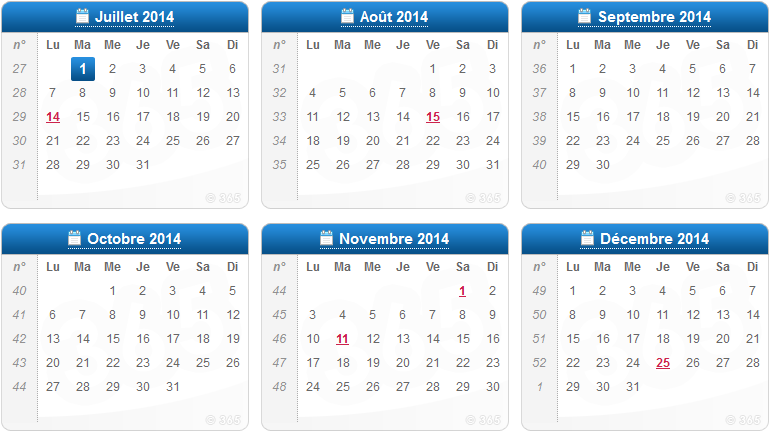 Juillet 2014
n° Lu Ma Me Je Ve Sa Di
27 1 2 3 4 5 6
28 7 8 9 10 11 12 13
29 14 15 16 17 18 19 20
30 21 22 23 24 25 26 27
31 28 29 30 31
© 365
Août 2014
n° Lu Ma Me Je Ve Sa Di
31 1 2 3
32 4 5 6 7 8 9 10
33 11 12 13 14 15 16 17
34 18 19 20 21 22 23 24
35 25 26 27 28 29 30 31
© 365
Septembre 2014
n° Lu Ma Me Je Ve Sa Di
36 1 2 3 4 5 6 7
37 8 9 10 11 12 13 14
38 15 16 17 18 19 20 21
39 22 23 24 25 26 27 28
40 29 30
© 365
Octobre 2014
n° Lu Ma Me Je Ve Sa Di
40 1 2 3 4 5
41 6 7 8 9 10 11 12
42 13 14 15 16 17 18 19
43 20 21 22 23 24 25 26
44 27 28 29 30 31
© 365
Novembre 2014
n° Lu Ma Me Je Ve Sa Di
44 1 2
45 3 4 5 6 7 8 9
46 10 11 12 13 14 15 16
47 17 18 19 20 21 22 23
48 24 25 26 27 28 29 30
© 365
Décembre 2014
n° Lu Ma Me Je Ve Sa Di
49 1 2 3 4 5 6 7
50 8 9 10 11 12 13 14
51 15 16 17 18 19 20 21
52 22 23 24 25 26 27 28
1 29 30 31
© 365